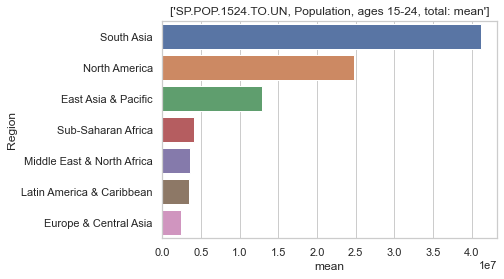 ['SP.POP.1524.TO.UN, Population, ages 15-24, total: mean']
South Asia
North America
East Asia & Pacific
Sub-Saharan Africa
Middle East & North Africa
Latin America & Caribbean
Europe & Central Asia
Region
0.0 0.5 1.0 1.5 2.0 2.5 3.0 3.5 4.0
1e7
mean